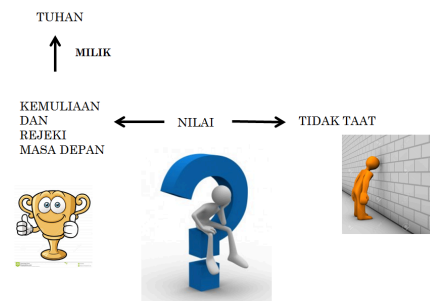 TUHAN
MILIK
KEMULIAAN
DAN
REJEKI
MASA DEPAN
NILAI
TIDAK TAAT